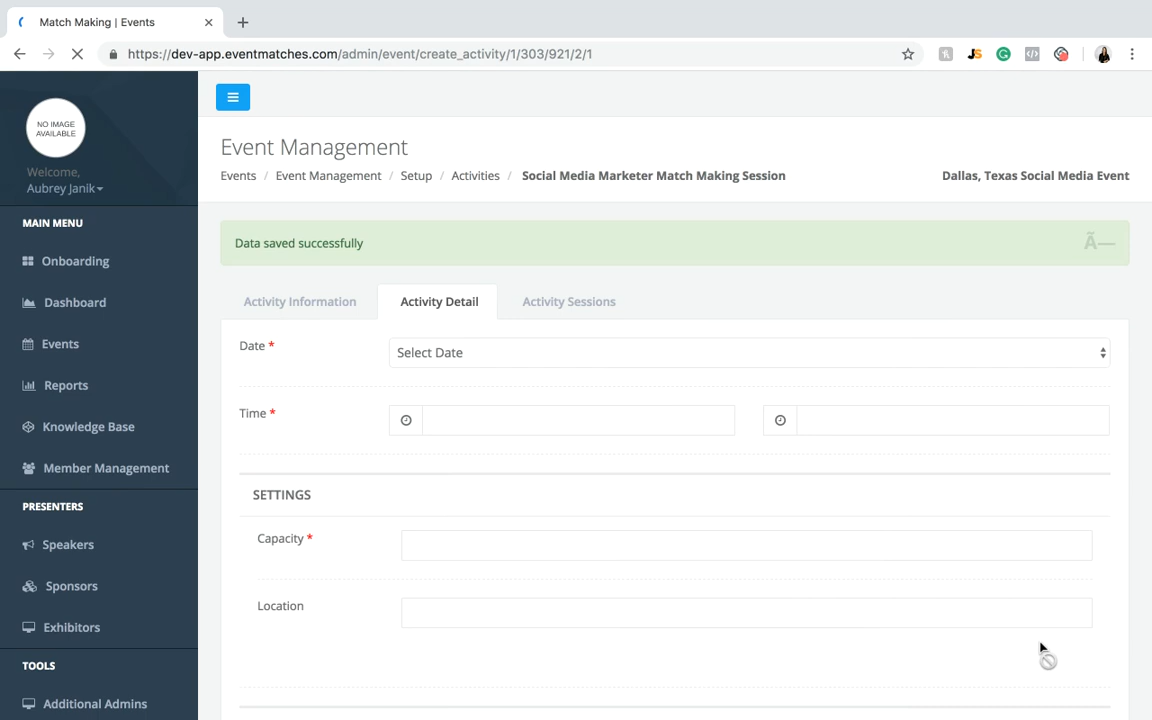 Match Making | Events
https://dev-app.eventmatches.com/admin/event/create_activity/1/303/921/2/1
JS
NO IMAGE
AVAILABLE
Welcome,
Aubrey Janik
MAIN MENU
Onboarding
Dashboard
Events
Reports
Knowledge Base
Member Management
PRESENTERS
Speakers
Sponsors
Exhibitors
TOOLS
Additional Admins
Event Management
Events / Event Management / Setup / Activities / Social Media Marketer Match Making Session
Dallas, Texas Social Media Event
Data saved successfully
Ã—
Activity Information
Activity Detail
Activity Sessions
Date *
Select Date
Time *
SETTINGS
Capacity *
Location